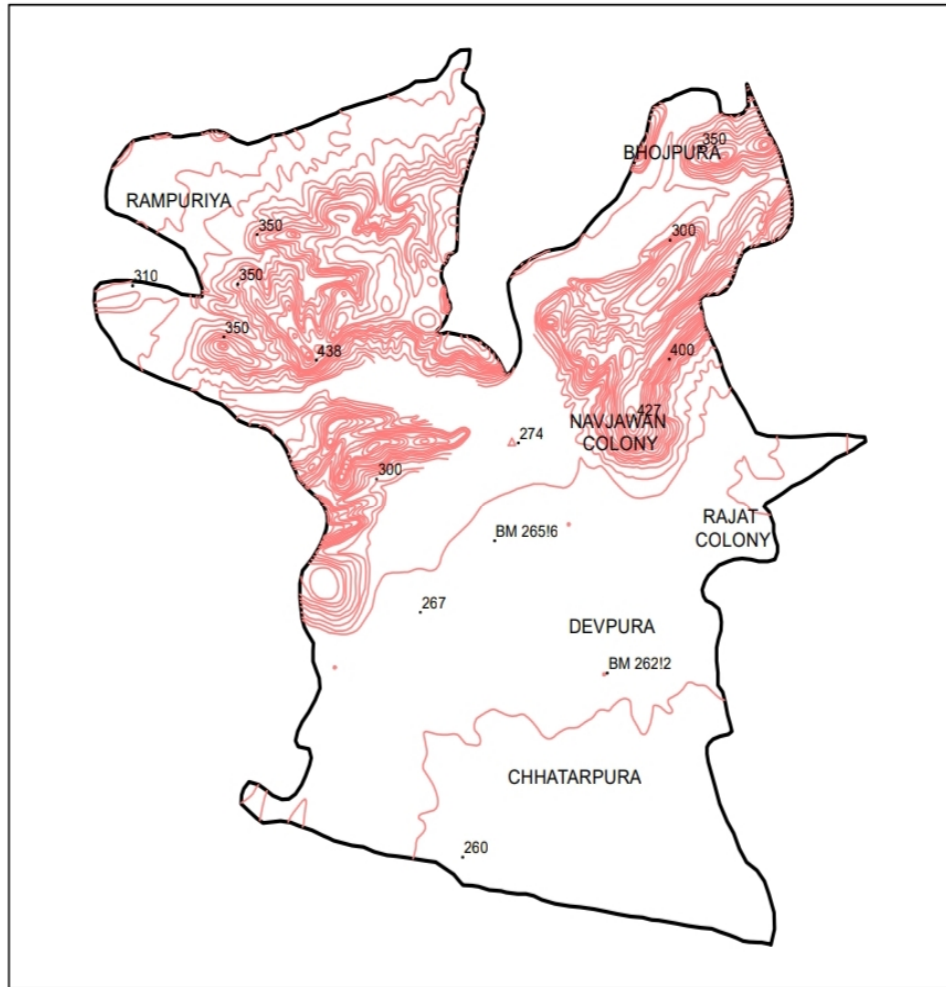 350
BHOJPURA
RAMPURIYA
350
300
310
350
350
438
400
427
NAVJAWAN
COLONY
274
300
RAJAT
COLONY
BM 265!6
267
DEVPURA
BM 262!2
CHHATARPURA
260